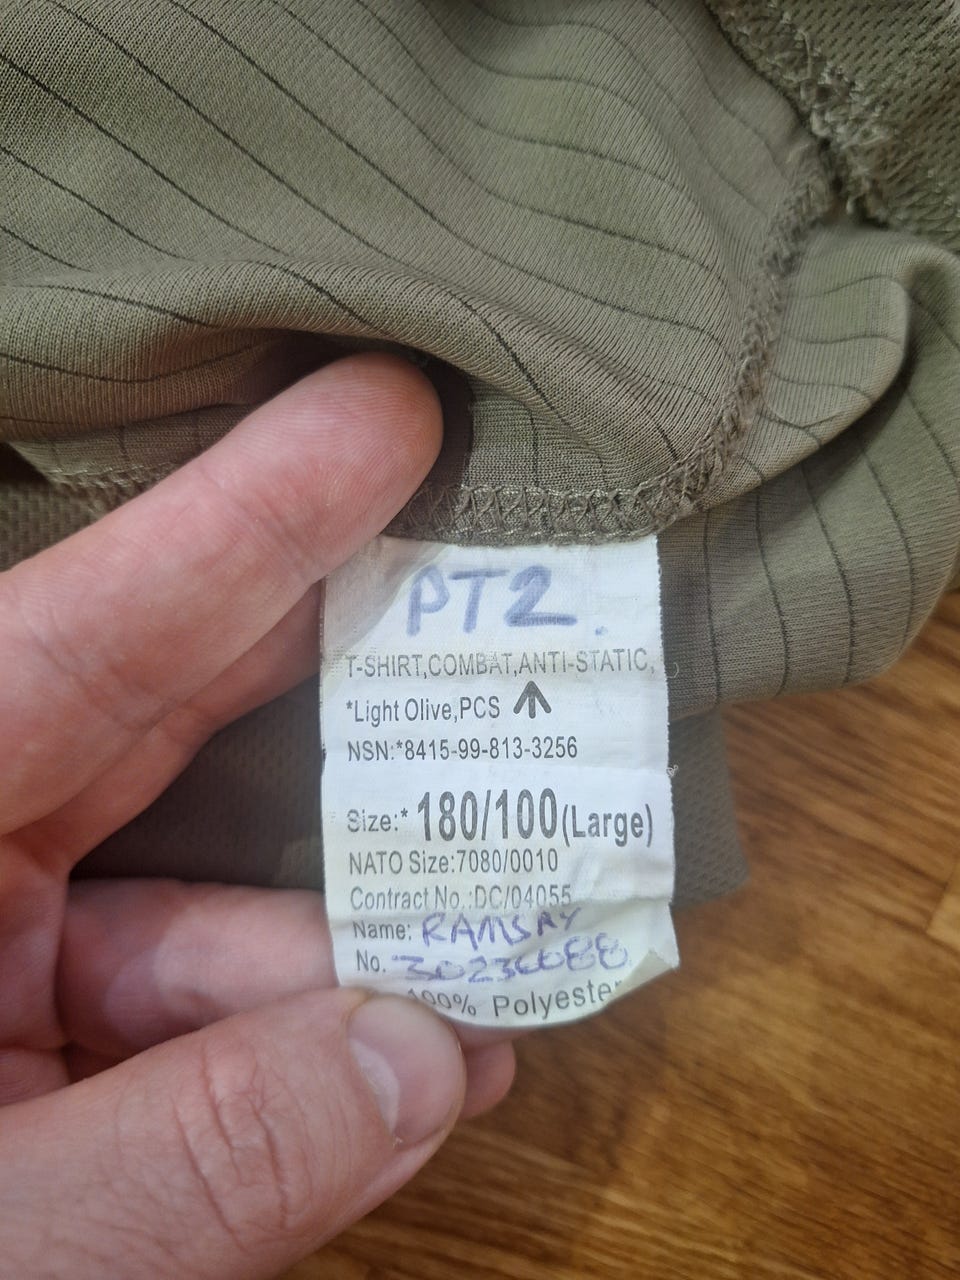 PT2.
T-SHIRT,COMBAT,ANTI-STATIC,
*Light Olive,PCS
NSN:*8415-99-813-3256
Size:* 180/100(Large)
NATO Size:7080/0010
Contract No.:DC/04055
Name: RAMSAY
No.
100% Polyester